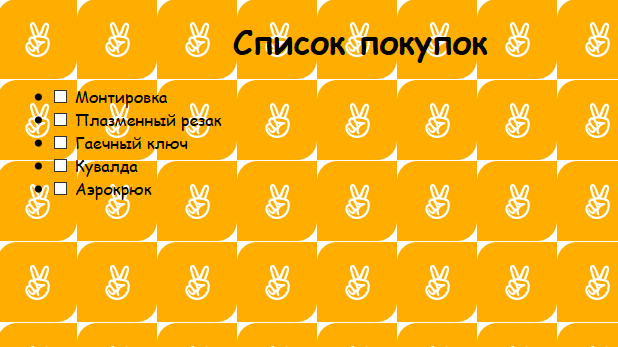 Список покупок
Монтировка
Плазменный резак
Гаечный ключ
Кувалда
Аэрокрюк